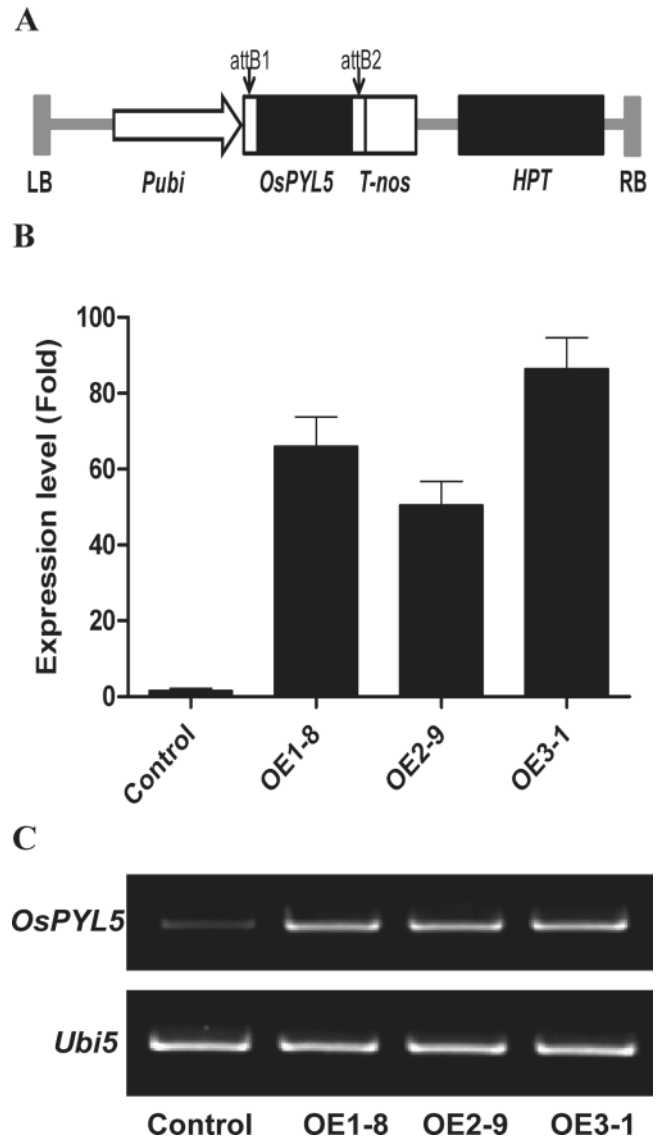 A
attB1 attB2
LB Pubi OsPYL5 T-nos HPT RB
B
Expression level (Fold)
100
80
60
40
20
0
Control OE1-8 OE2-9 OE3-1
C
OsPYL5
Ubi5
Control OE1-8 OE2-9 OE3-1